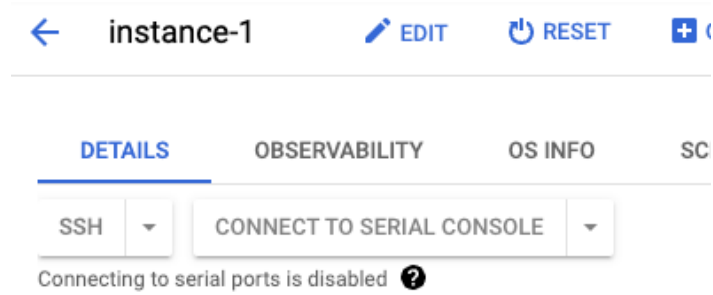 instance-1 EDIT RESET
DETAILS OBSERVABILITY OS INFO
SSH CONNECT TO SERIAL CONSOLE
Connecting to serial ports is disabled ?